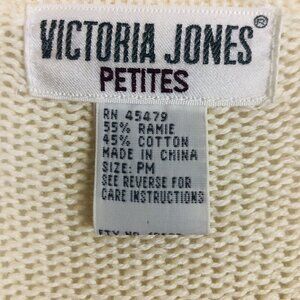 VICTORIA JONES®
PETITES
RN 45479
55% RAMIE
45% COTTON
MADE IN CHINA
SIZE: PM
SEE REVERSE FOR
CARE INSTRUCTIONS